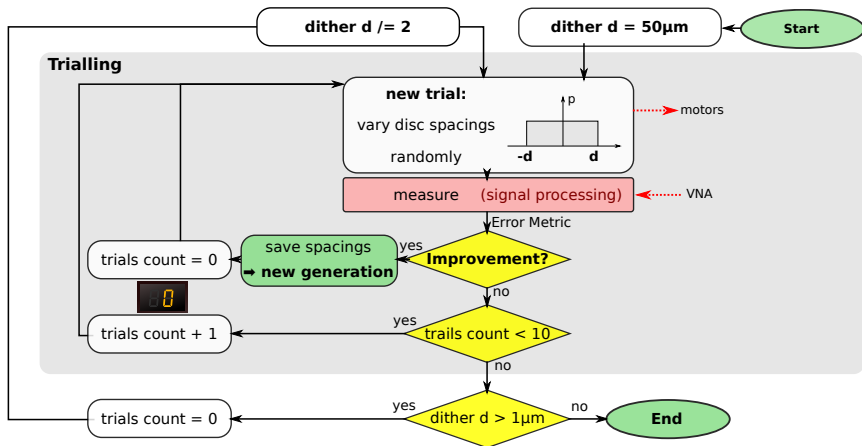 dither d /= 2
dither d = 50µm
Start
Trialling
new trial:
vary disc spacings
randomly
p
-d
d
motors
measure (signal processing)
VNA
Error Metric
trials count = 0
save spacings
➡ new generation
yes
Improvement?
no
0
trials count + 1
yes
trails count < 10
no
trials count = 0
yes
dither d > 1µm
no
End